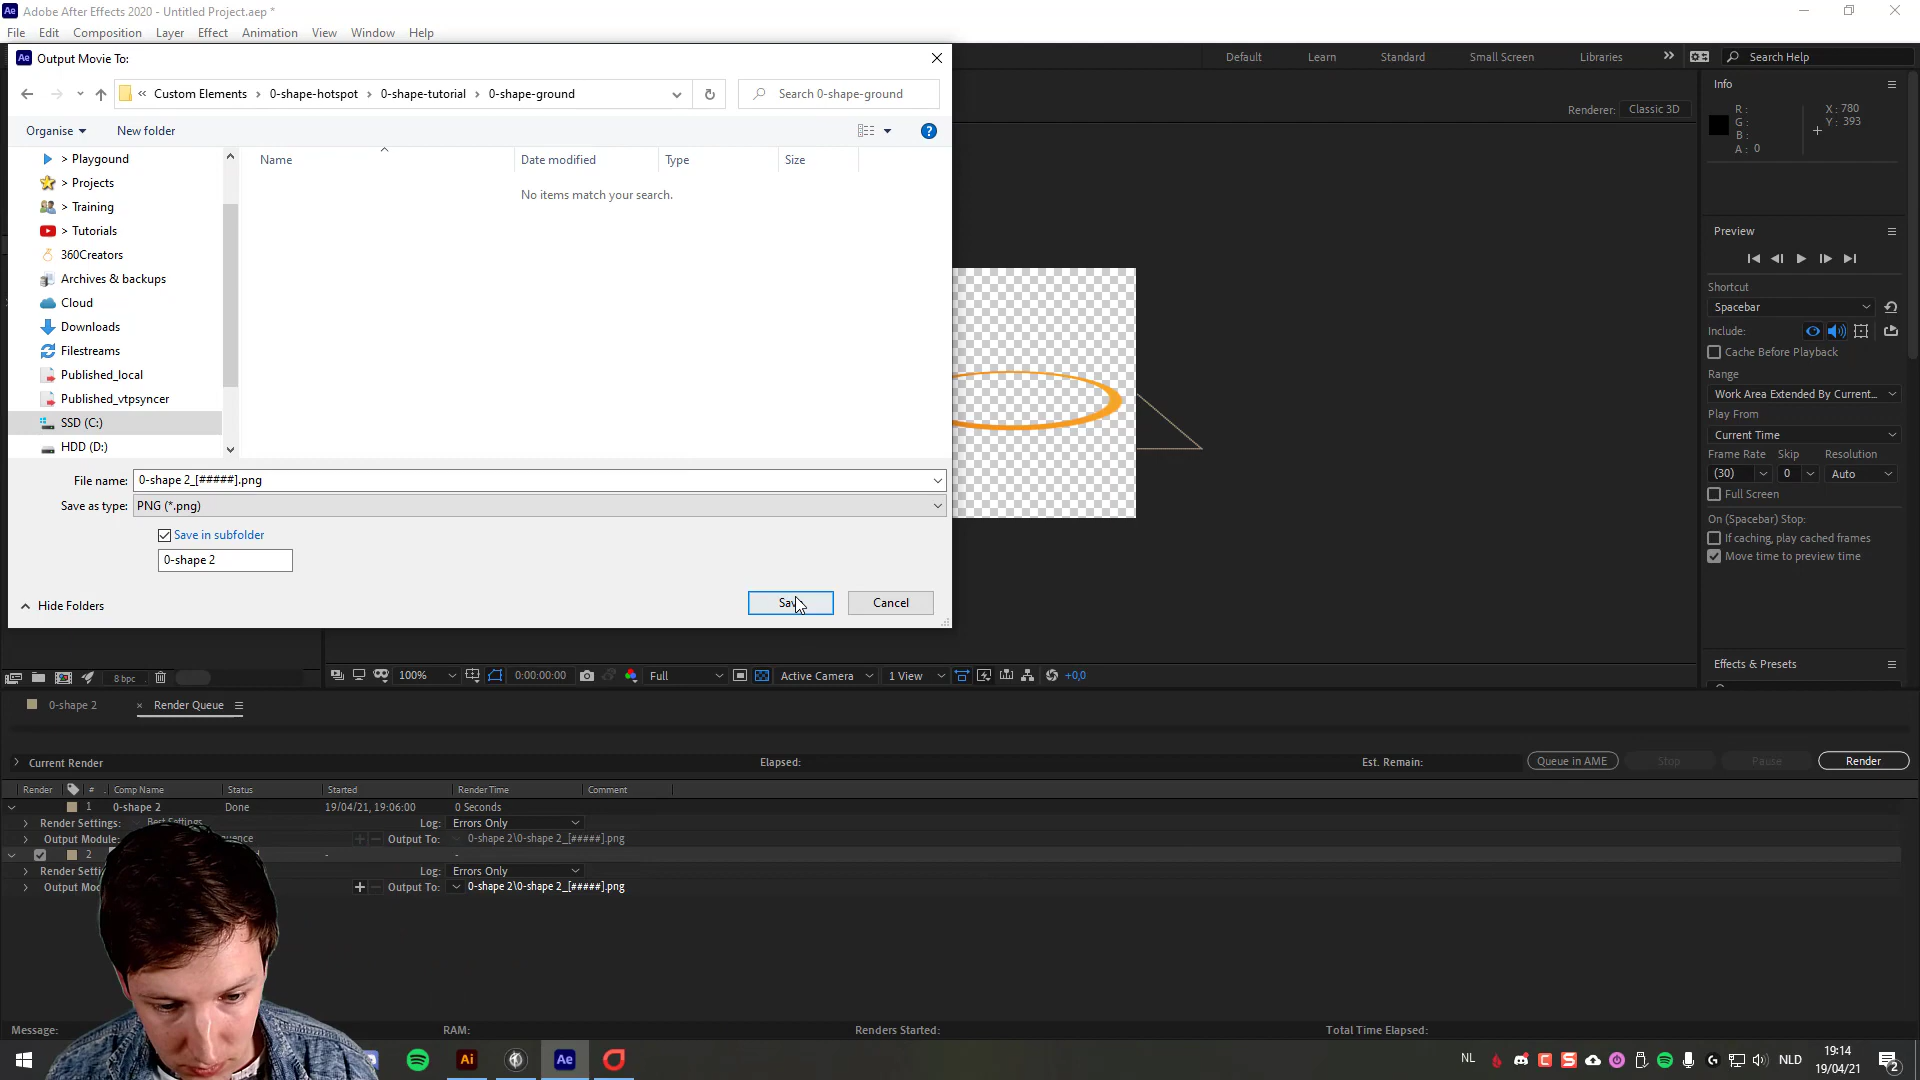 Adobe After Effects 2020 - Untitled Project.aep *
File Edit Composition Layer Effect Animation View Window Help
Output Movie To:
Default Learn Standard Small Screen Libraries Search Help
« Custom Elements > 0-shape-hotspot > 0-shape-tutorial > 0-shape-ground Search 0-shape-ground
Renderer: Classic 3D
Organise New folder
Name Date modified Type Size
No items match your search.
> Playgound
> Projects
> Training
> Tutorials
360Creators
Archives & backups
Cloud
Downloads
Filestreams
Published_local
Published_vtpsyncer
SSD (C:)
HDD (D:)
File name: 0-shape 2_[#####].png
Save as type: PNG (*.png)
Save in subfolder
0-shape 2
Hide Folders
Cancel
Info
R : X : 780
G : Y : 393
B :
A : 0
Preview
Shortcut
Spacebar
Include:
Cache Before Playback
Range
Work Area Extended By Current...
Play From
Current Time
Frame Rate Skip Resolution
(30) 0 Auto
Full Screen
On (Spacebar) Stop:
If caching, play cached frames
Move time to preview time
Effects & Presets
8 bpc 100% 0:00:00:00 Full Active Camera 1 View +0,0
0-shape 2 × Render Queue
Current Render Elapsed: Est. Remain: Queue in AME Stop Pause Render
Render # Comp Name Status Started Render Time Comment
1 0-shape 2 Done 19/04/21, 19:06:00 0 Seconds
Render Settings: Best Settings Log: Errors Only
Output Module: Output To: 0-shape 2\0-shape 2_[#####].png
2 - -
Log: Errors Only
Output To: 0-shape 2\0-shape 2_[#####].png
Message: RAM: Renders Started: Total Time Elapsed:
Ai Ae NL NLD 19:14
19/04/21 2